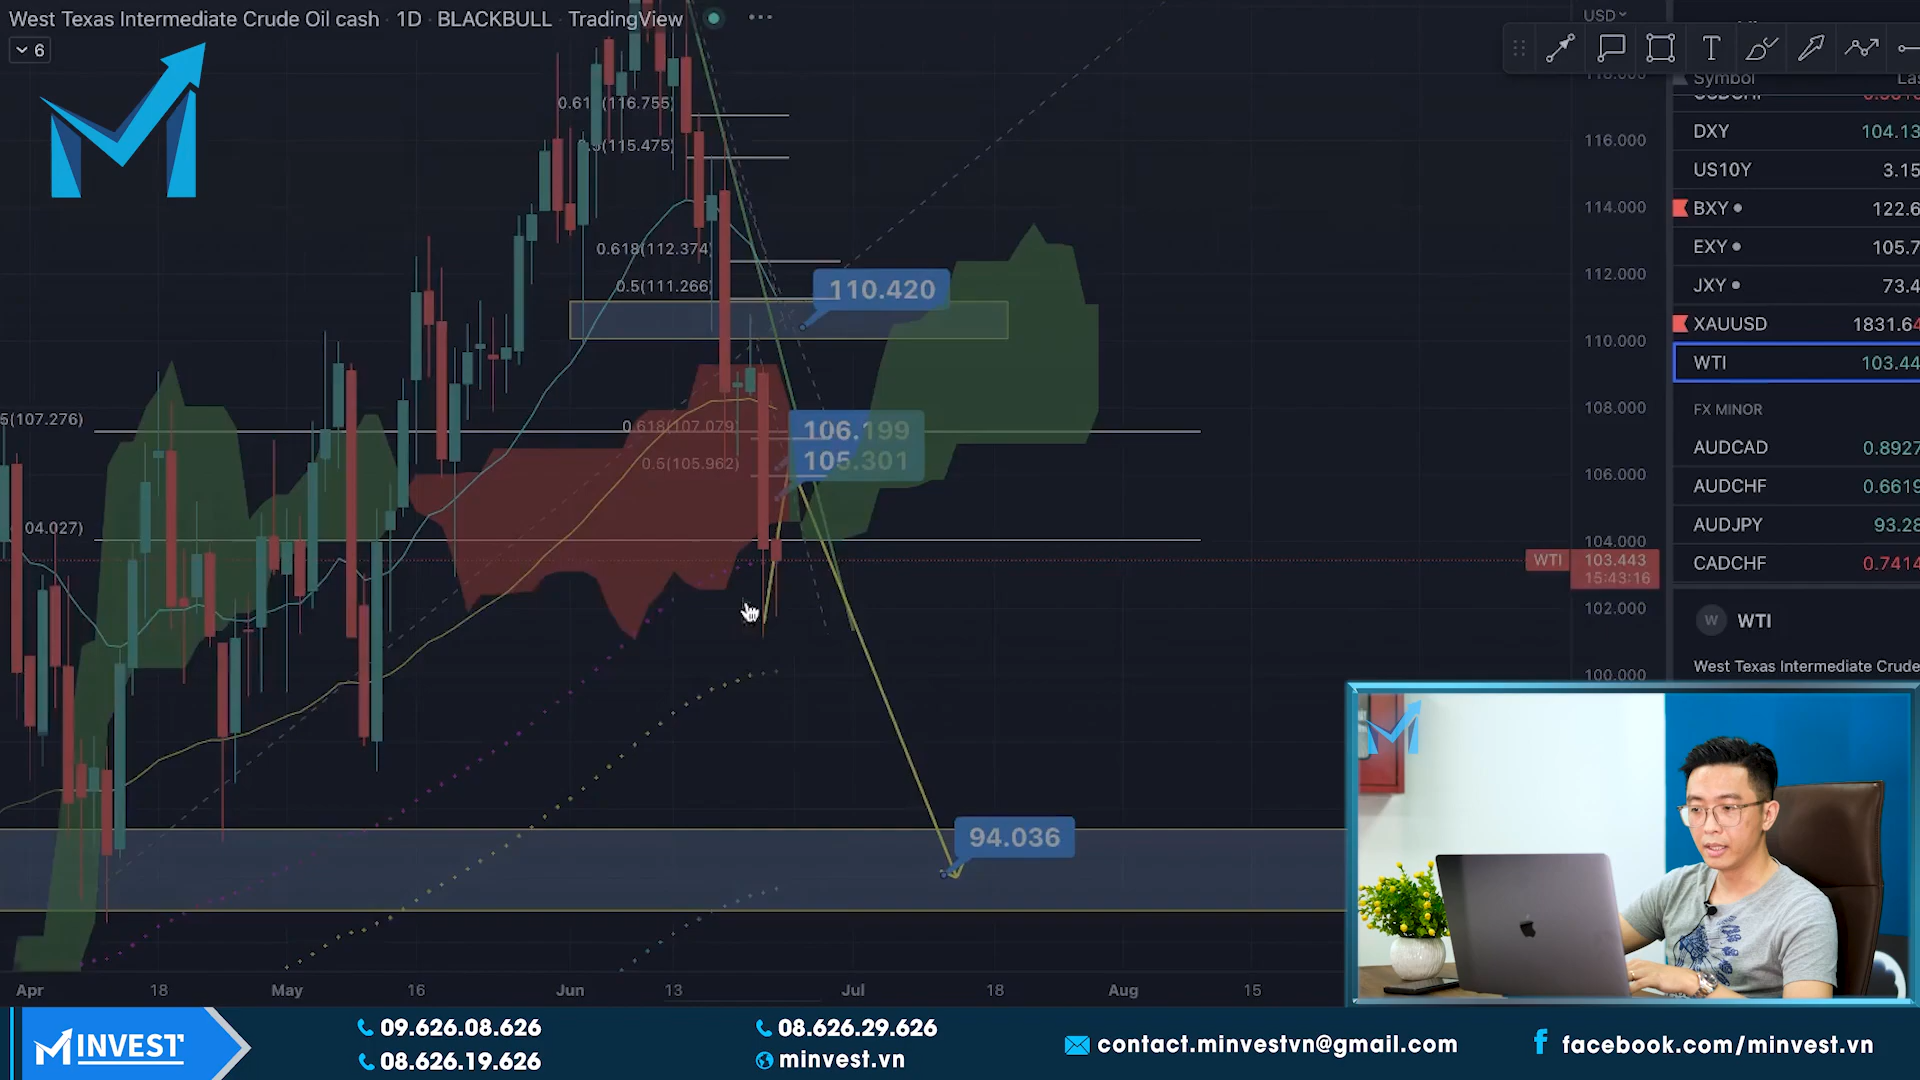 West Texas Intermediate Crude Oil cash · 1D · BLACKBULL · TradingView
6
USD
T
Symbol
DXY 104.13
US10Y 3.15
BXY 122.6
EXY 105.7
JXY 73.4
XAUUSD 1831.64
WTI 103.44
FX MINOR
AUDCAD 0.8927
AUDCHF 0.6619
AUDJPY 93.28
CADCHF 0.7414
W WTI
West Texas Intermediate Crude
116.000
114.000
112.000
110.000
108.000
106.000
104.000
WTI 103.443
15:43:16
102.000
100.000
(116.755)
(115.475)
0.618(112.374)
0.5(111.266)
110.420
5(107.276)
0.618(107.079)
106.199
0.5(105.962)
105.301
04.027)
94.036
Apr 18 May 16 Jun 13 Jul 18 Aug 15
MINVEST
09.626.08.626
08.626.19.626
08.626.29.626
minvest.vn
contact.minvestvn@gmail.com
facebook.com/minvest.vn